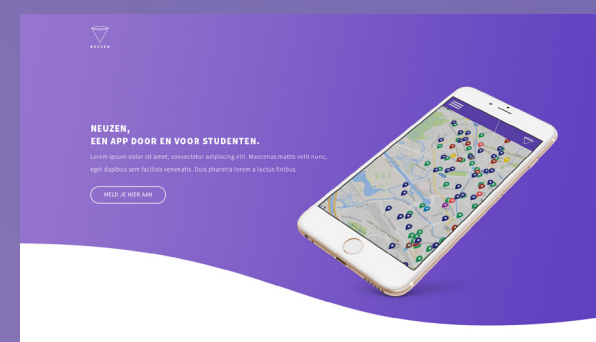 NEUZEN
NEUZEN,
EEN APP DOOR EN VOOR STUDENTEN.
Lorem ipsum dolor sit amet, consectetur adipiscing elit. Maecenas mattis velit nunc,
eget dapibus sem facilisis venenatis. Duis pharetra lorem a luctus finibus.
MELD JE HIER AAN